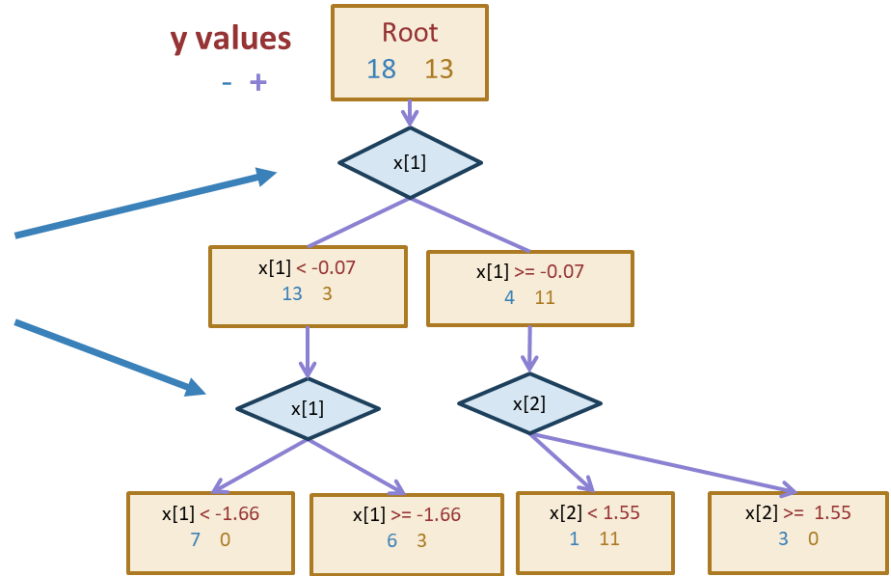 y values
- +
Root
18 13
x[1]
x[1] < -0.07
13 3
x[1] >= -0.07
4 11
x[1]
x[2]
x[1] < -1.66
7 0
x[1] >= -1.66
6 3
x[2] < 1.55
1 11
x[2] >= 1.55
3 0